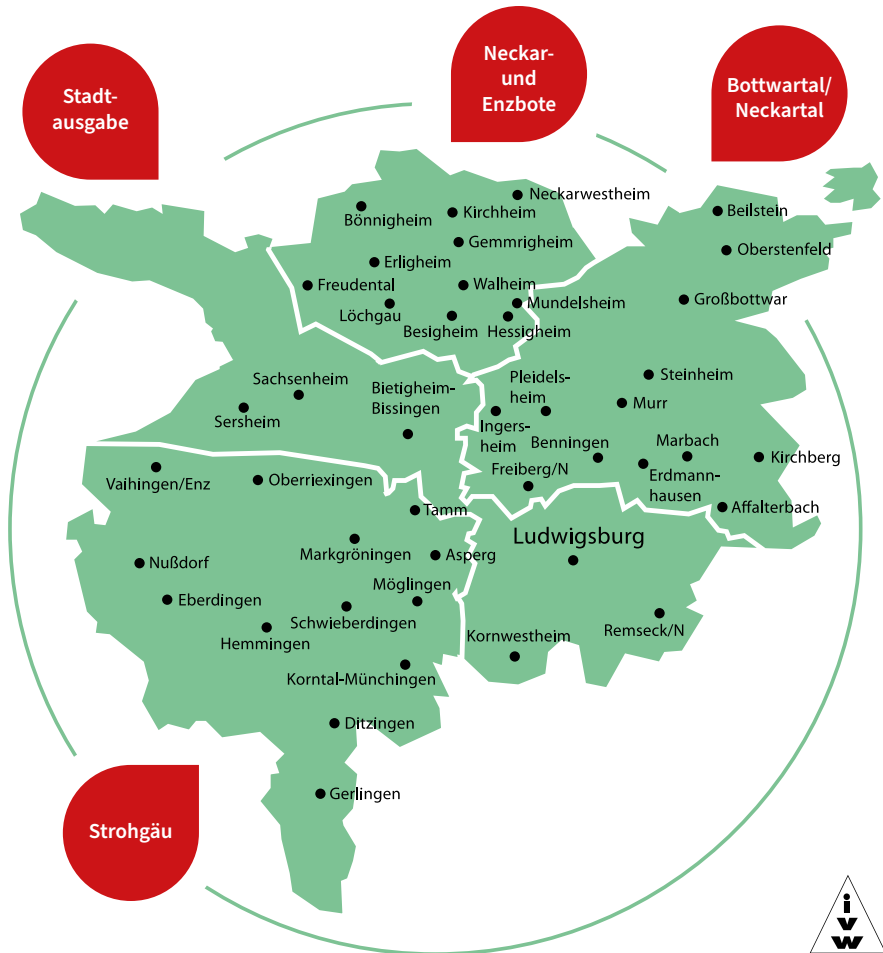 Stadt-
ausgabe
Neckar-
und
Enzbote
Bottwartal/
Neckartal
Neckarwestheim
Bönnigheim
Kirchheim
Beilstein
Gemmrigheim
Oberstenfeld
Erligheim
Freudental
Walheim
Löchgau
Mundelsheim
Großbottwar
Besigheim
Hessigheim
Sachsenheim
Bietigheim-
Bissingen
Pleidels-
heim
Steinheim
Sersheim
Murr
Ingers-
heim
Benningen
Marbach
Kirchberg
Freiberg/N
Erdmann-
hausen
Vaihingen/Enz
Oberriexingen
Affalterbach
Tamm
Ludwigsburg
Markgröningen
Asperg
Nußdorf
Möglingen
Eberdingen
Schwieberdingen
Hemmingen
Kornwestheim
Remseck/N
Korntal-Münchingen
Ditzingen
Gerlingen
Strohgäu
i
v
w